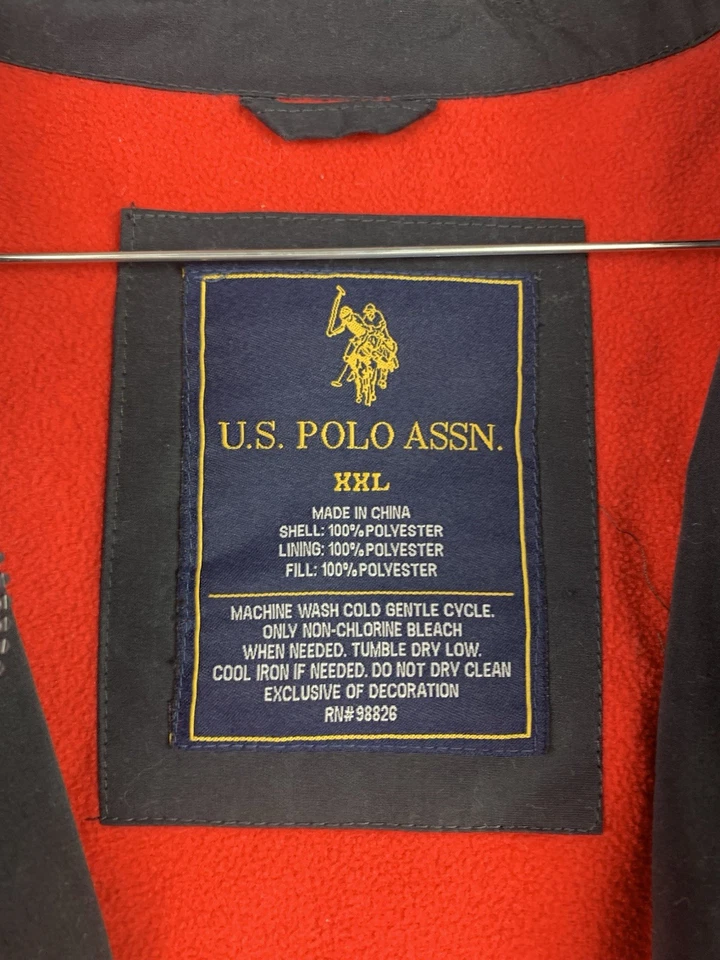 U.S. POLO ASSN.
XXL
MADE IN CHINA
SHELL: 100% POLYESTER
LINING: 100% POLYESTER
FILL: 100% POLYESTER
MACHINE WASH COLD GENTLE CYCLE.
ONLY NON-CHLORINE BLEACH
WHEN NEEDED. TUMBLE DRY LOW.
COOL IRON IF NEEDED. DO NOT DRY CLEAN
EXCLUSIVE OF DECORATION
RN#98826